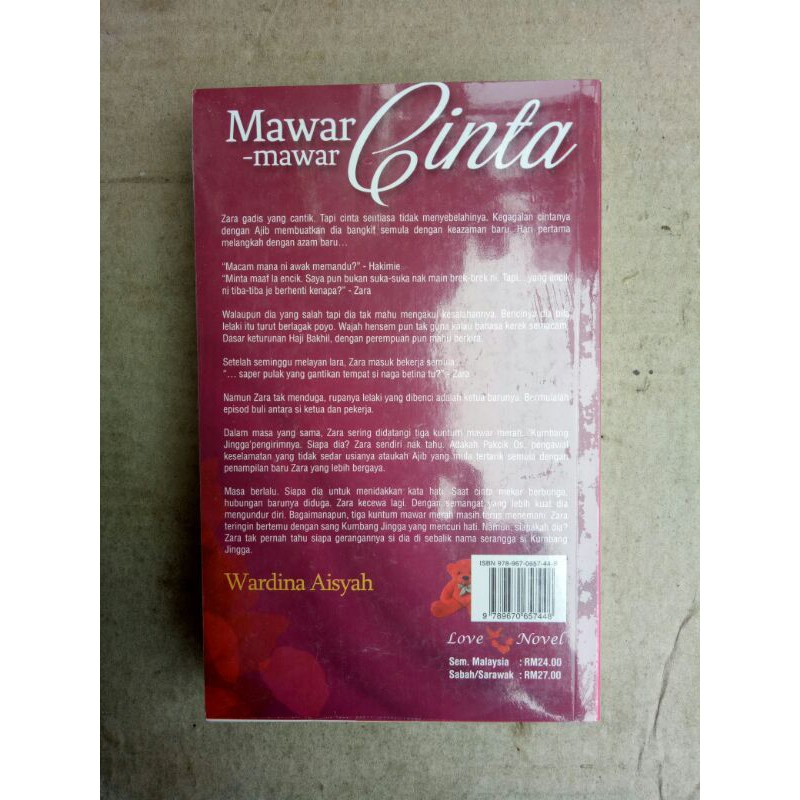 Mawar
-mawar
Cinta
Zara gadis yang cantik. Tapi cinta sentiasa tidak menyebelahinya. Kegagalan cintanya
dengan Ajib membuatkan dia bangkit semula dengan keazaman baru. Hari pertama
melangkah dengan azam baru…
“Macam mana ni awak memandu?” - Hakimie
“Minta maaf la encik. Saya pun bukan suka-suka nak main brek-brek ni. Tapi...yang encik
ni tiba-tiba je berhenti kenapa?” - Zara
Walaupun dia yang salah tapi dia tak mahu mengakui kesalahannya. Bencinya dia bila
lelaki itu turut berlagak poyo. Wajah hensem pun tak guna kalau bahasa kerek semacam.
Dasar keturunan Haji Bakhil, dengan perempuan pun mahu berkira.
Setelah seminggu melayan lara, Zara masuk bekerja semula.
“… saper pulak yang gantikan tempat si naga betina tu?” - Zara
Namun Zara tak menduga, rupanya lelaki yang dibenci adalah ketua barunya. Bermulalah
episod buli antara si ketua dan pekerja.
Dalam masa yang sama, Zara sering didatangi tiga kuntum mawar merah. ‘Kumbang
Jingga’pengirimnya. Siapa dia? Zara sendiri nak tahu. Adakah Pakcik Os, pengawal
keselamatan yang tidak sedar usianya ataukah Ajib yang mula tertarik semula dengan
penampilan baru Zara yang lebih bergaya.
Masa berlalu. Siapa dia untuk menidakkan kata hati. Saat cinta mekar berbunga,
hubungan barunya diduga. Zara kecewa lagi. Dengan semangat yang lebih kuat dia
mengundur diri. Bagaimanapun, tiga kuntum mawar merah masih terus menemani. Zara
teringin bertemu dengan sang Kumbang Jingga yang mencuri hati. Namun, siapakah dia?
Zara tak pernah tahu siapa gerangannya si dia di sebalik nama serangga si Kumbang
Jingga.
Wardina Aisyah
ISBN 978-967-0657-44-8
9 789670 657448
Love Novel
Sem. Malaysia : RM24.00
Sabah/Sarawak : RM27.00